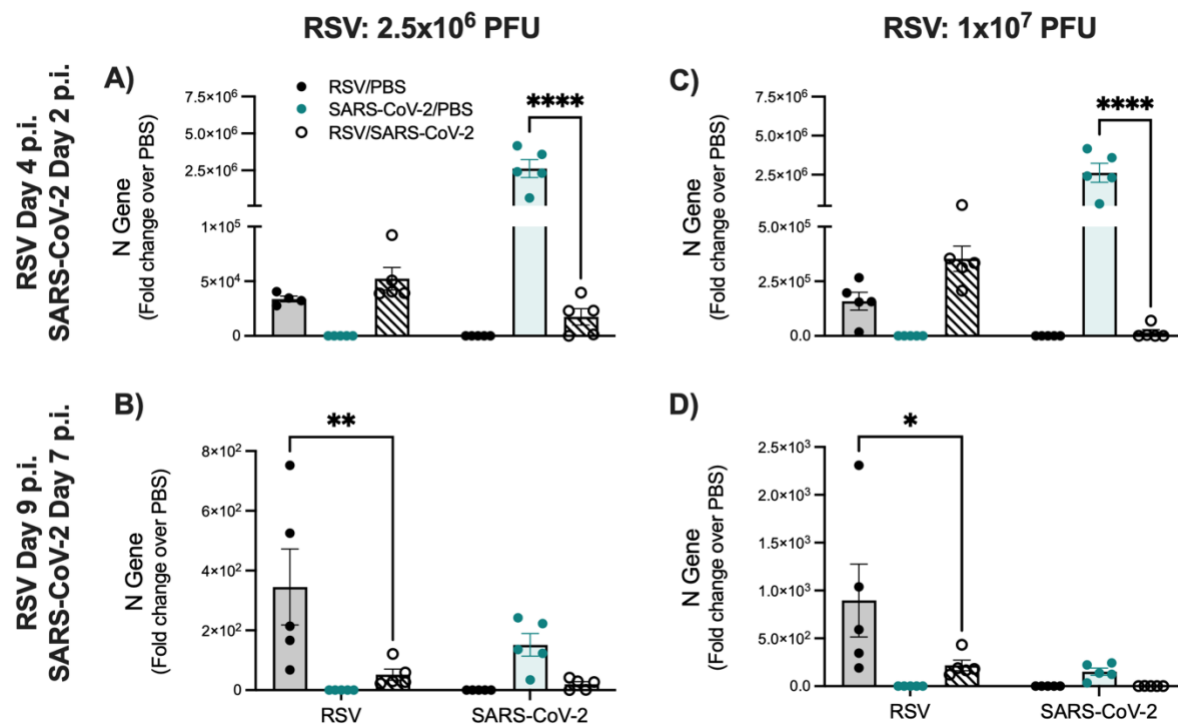 RSV: 2.5x10⁶ PFU
RSV: 1x10⁷ PFU
RSV Day 4 p.i.
SARS-CoV-2 Day 2 p.i.
A)
RSV/PBS
SARS-CoV-2/PBS
RSV/SARS-CoV-2
****
N Gene
(Fold change over PBS)
7.5×10⁶
5.0×10⁶
2.5×10⁶
1×10⁵
5×10⁴
0
C)
****
N Gene
(Fold change over PBS)
7.5×10⁶
5.0×10⁶
2.5×10⁶
5.0×10⁵
2.5×10⁵
0.0
RSV Day 9 p.i.
SARS-CoV-2 Day 7 p.i.
B)
**
N Gene
(Fold change over PBS)
8×10²
6×10²
4×10²
2×10²
0
RSV
SARS-CoV-2
D)
*
N Gene
(Fold change over PBS)
2.5×10³
2.0×10³
1.5×10³
1.0×10³
5.0×10²
0.0
RSV
SARS-CoV-2